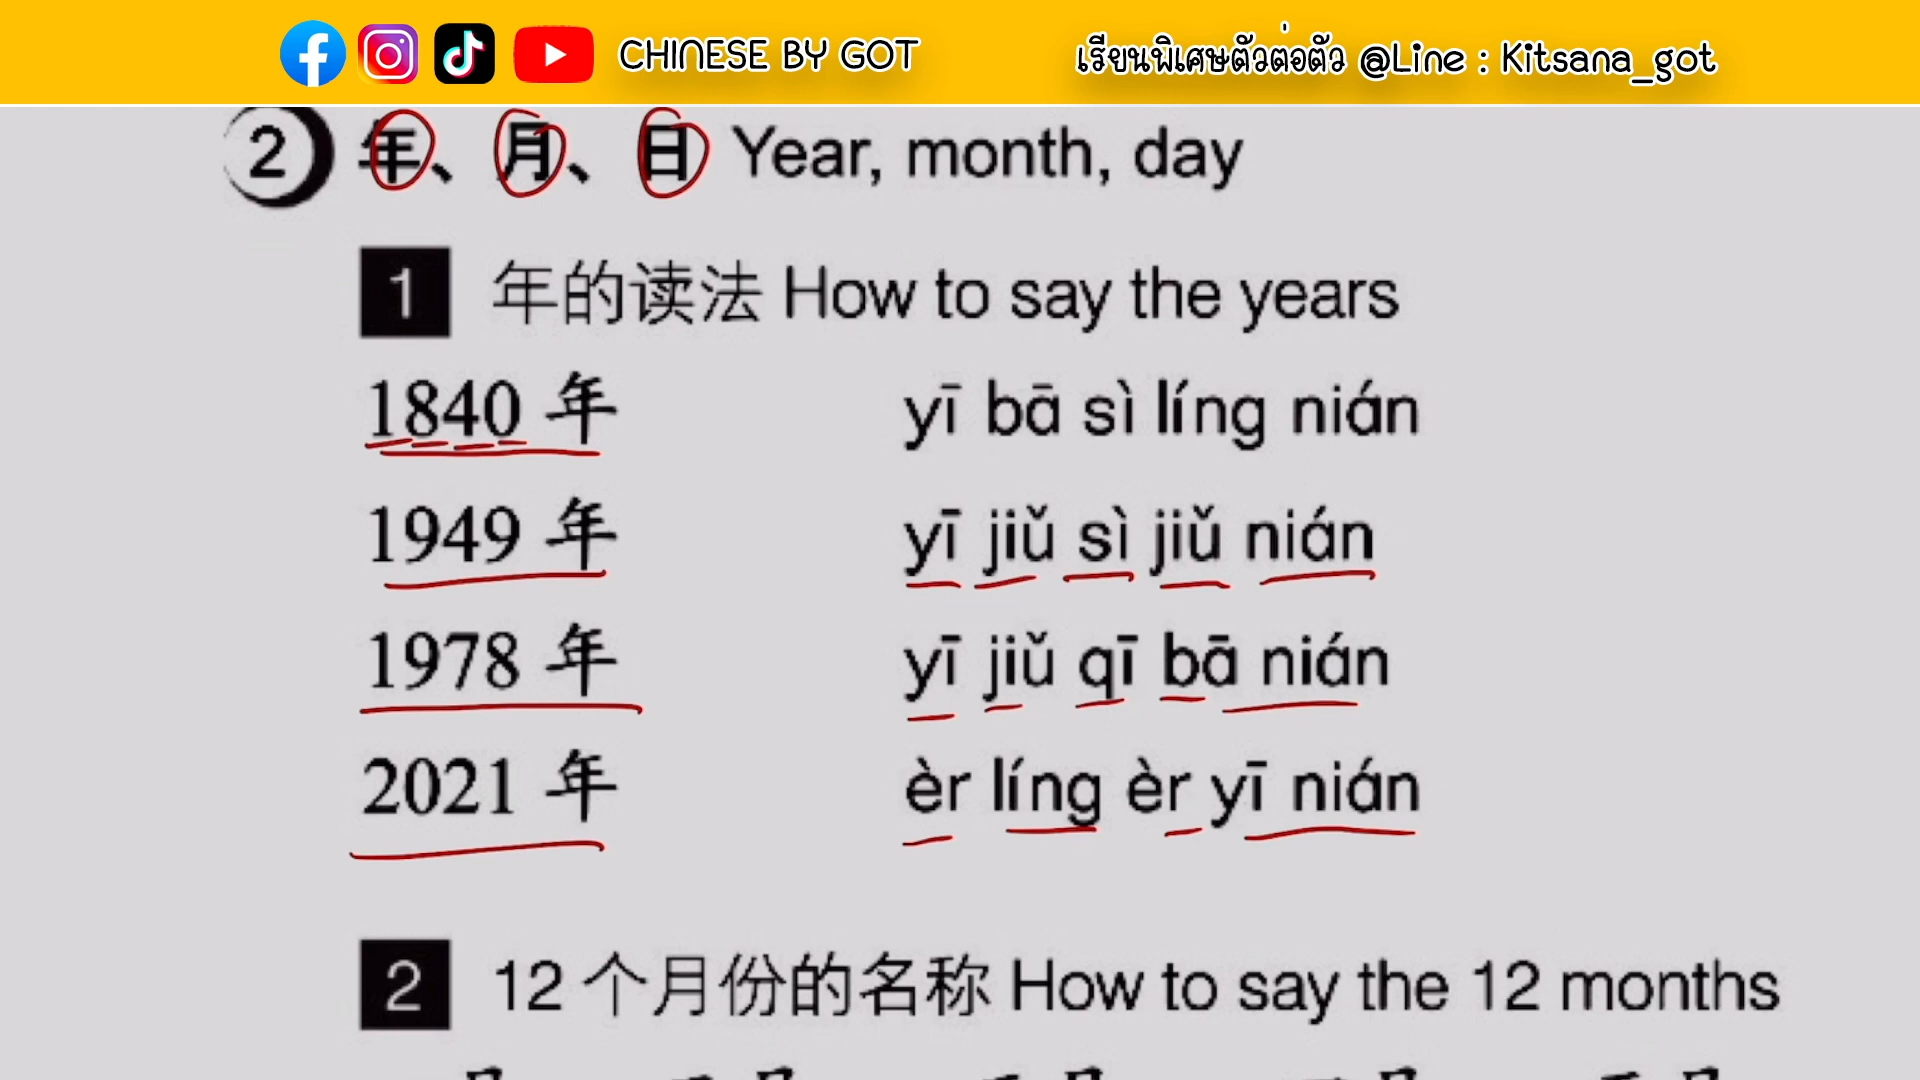 CHINESE BY GOT
เรียนพิเศษตัวต่อตัว @Line : Kitsana_got
2 年、月、日 Year, month, day
1 年的读法 How to say the years
1840 年 yī bā sì líng nián
1949 年 yī jiǔ sì jiǔ nián
1978 年 yī jiǔ qī bā nián
2021 年 èr líng èr yī nián
2 12 个月份的名称 How to say the 12 months